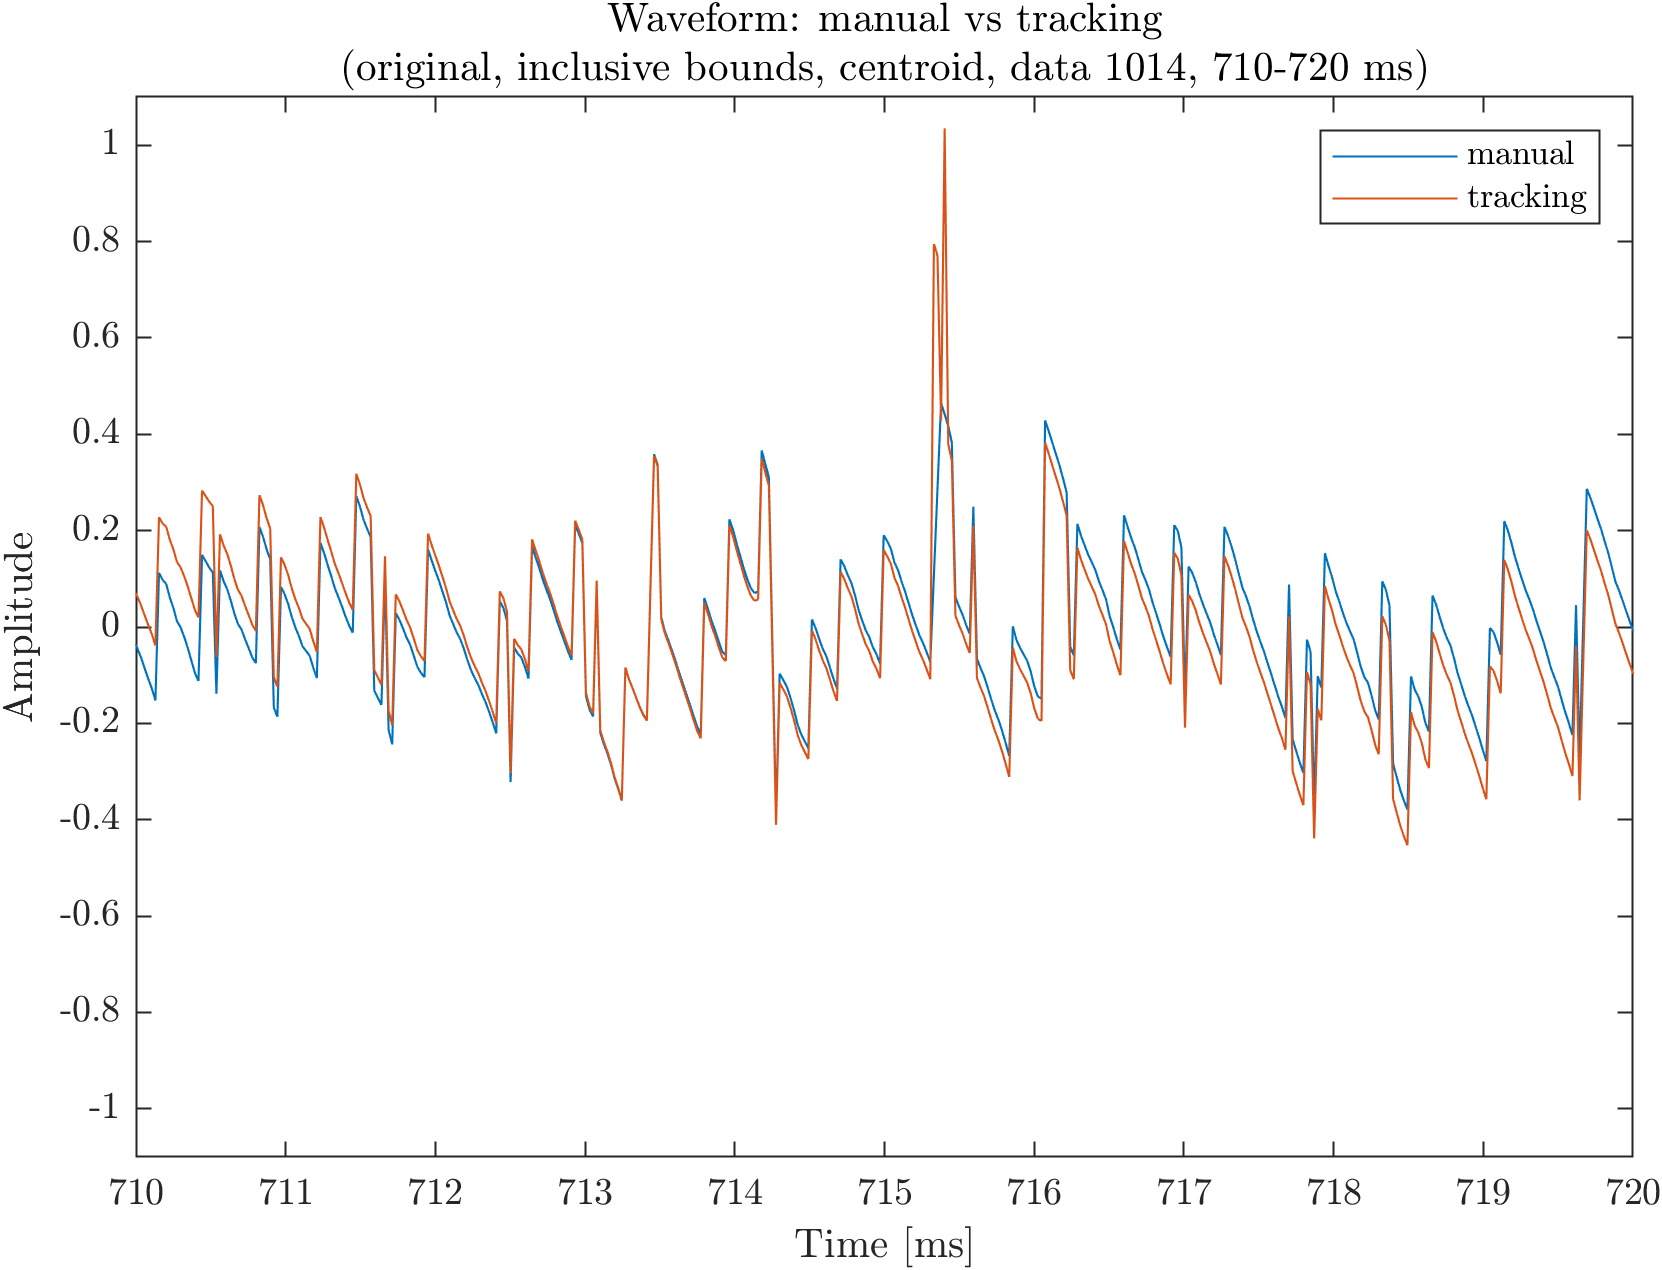 Waveform: manual vs tracking
(original, inclusive bounds, centroid, data 1014, 710-720 ms)
manual
tracking
Amplitude
1
0.8
0.6
0.4
0.2
0
-0.2
-0.4
-0.6
-0.8
-1
710 711 712 713 714 715 716 717 718 719 720
Time [ms]